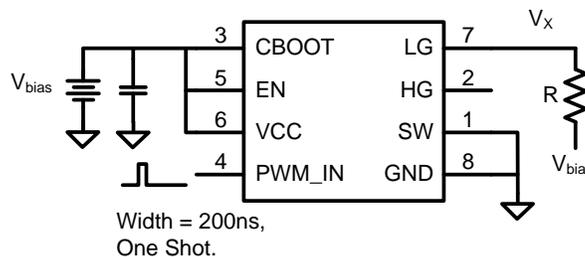 V_X
3 CBOOT LG 7
V_bias 5 EN HG 2 R
6 VCC SW 1
4 PWM_IN GND 8 V_bia
Width = 200ns,
One Shot.